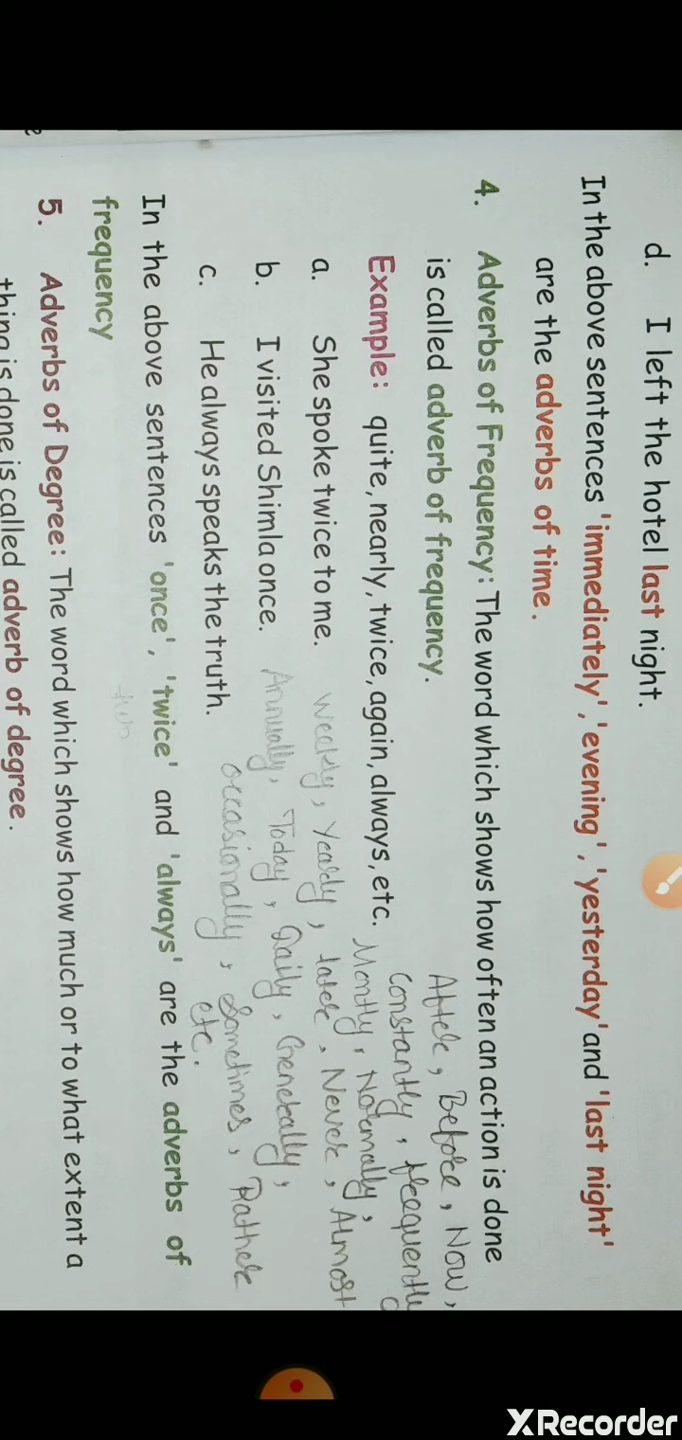 d. I left the hotel last night.
In the above sentences 'immediately', 'evening', 'yesterday' and 'last night'
are the adverbs of time.
4. Adverbs of Frequency: The word which shows how often an action is done
is called adverb of frequency.
After, Before, Now,
Example: quite, nearly, twice, again, always, etc.
constantly, frequently
Montly, Normally,
a. She spoke twice to me.
weekly, Yearly, later, Never, Almost
b. I visited Shimla once.
Annually, Today, Daily, Generally,
c. He always speaks the truth.
occasionally, sometimes, Rather
etc.
In the above sentences 'once', 'twice' and 'always' are the adverbs of
frequency
5. Adverbs of Degree: The word which shows how much or to what extent a
thing is done is called adverb of degree.
XRecorder